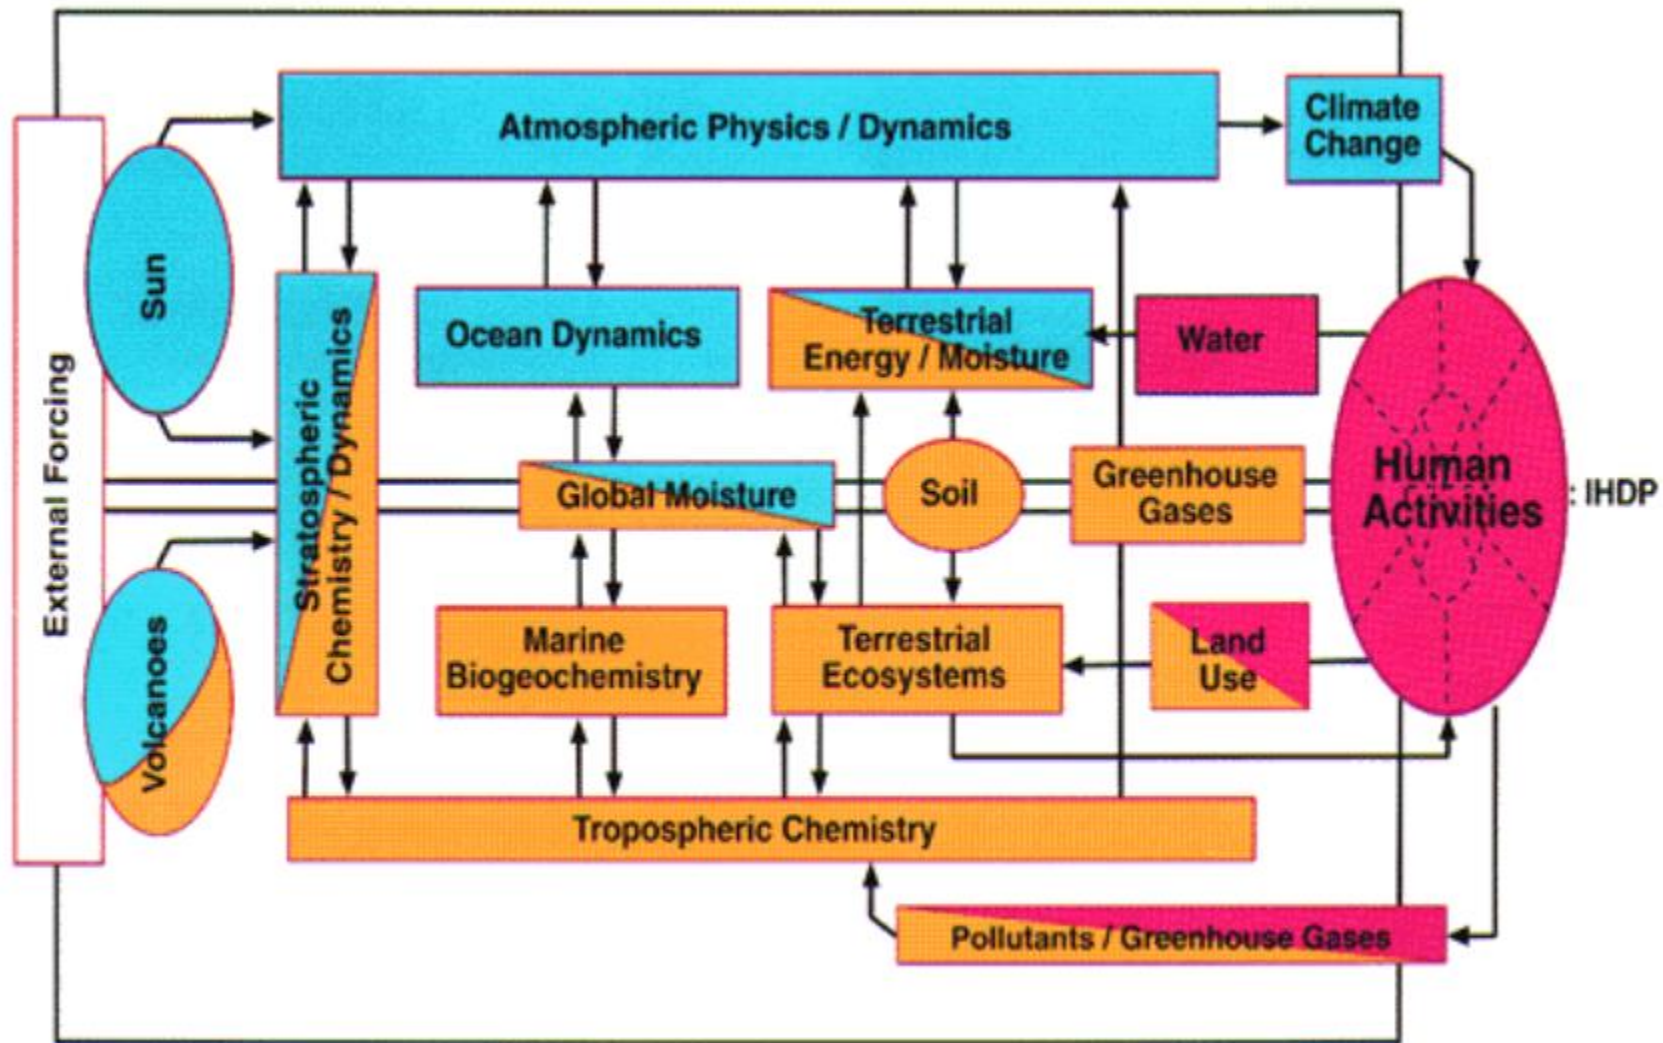 Atmospheric Physics / Dynamics
Climate
Change
External Forcing
Sun
Stratospheric
Chemistry / Dynamics
Ocean Dynamics
Terrestrial
Energy / Moisture
Water
Global Moisture
Soil
Greenhouse
Gases
Human
Activities
: IHDP
Volcanoes
Marine
Biogeochemistry
Terrestrial
Ecosystems
Land
Use
Tropospheric Chemistry
Pollutants / Greenhouse Gases